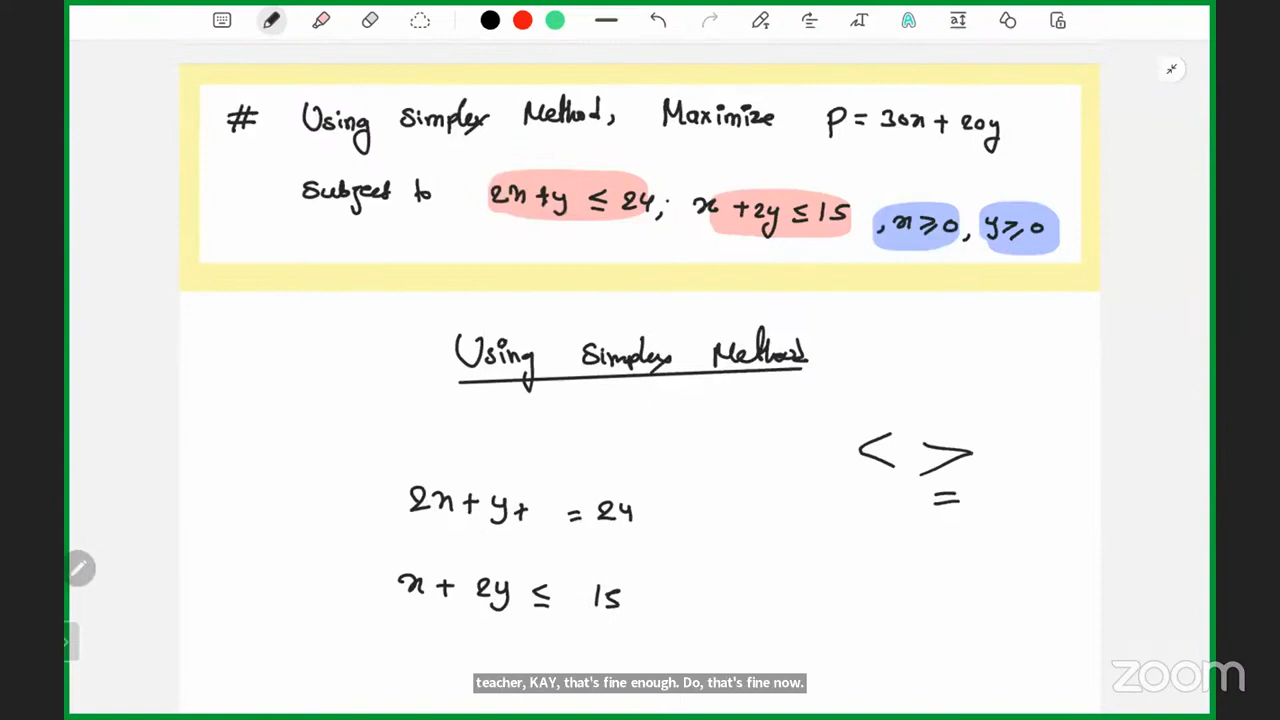 # Using Simplex Method, Maximize P = 30x + 20y
Subject to 2x + y ≤ 24; x + 2y ≤ 15, x ≥ 0, y ≥ 0
Using Simplex Method
< >
=
2x + y + = 24
x + 2y ≤ 15
teacher, KAY, that's fine enough. Do, that's fine now.
zoom